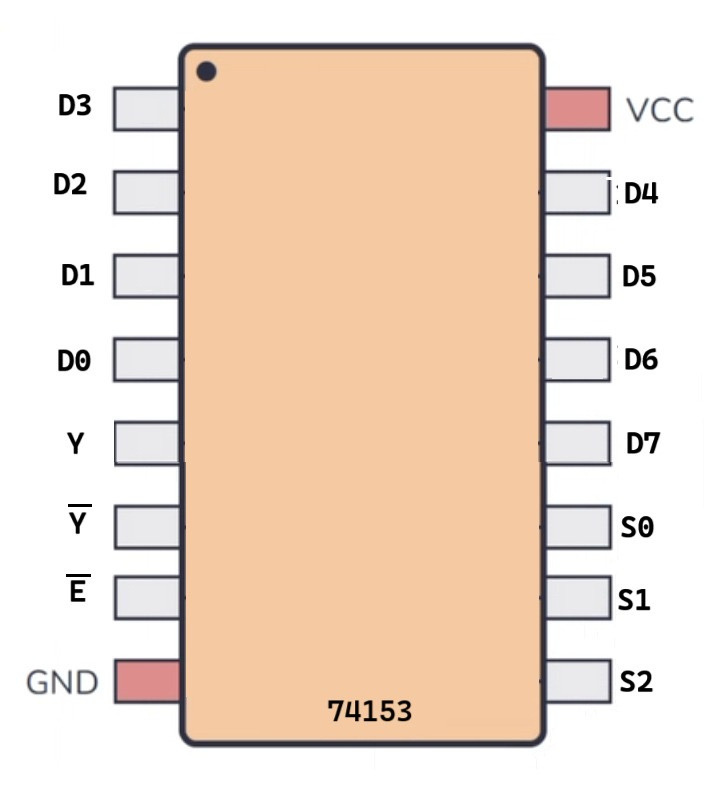 D3 VCC
D2 D4
D1 D5
D0 D6
Y D7
Y̅ S0
E̅ S1
GND S2
74153